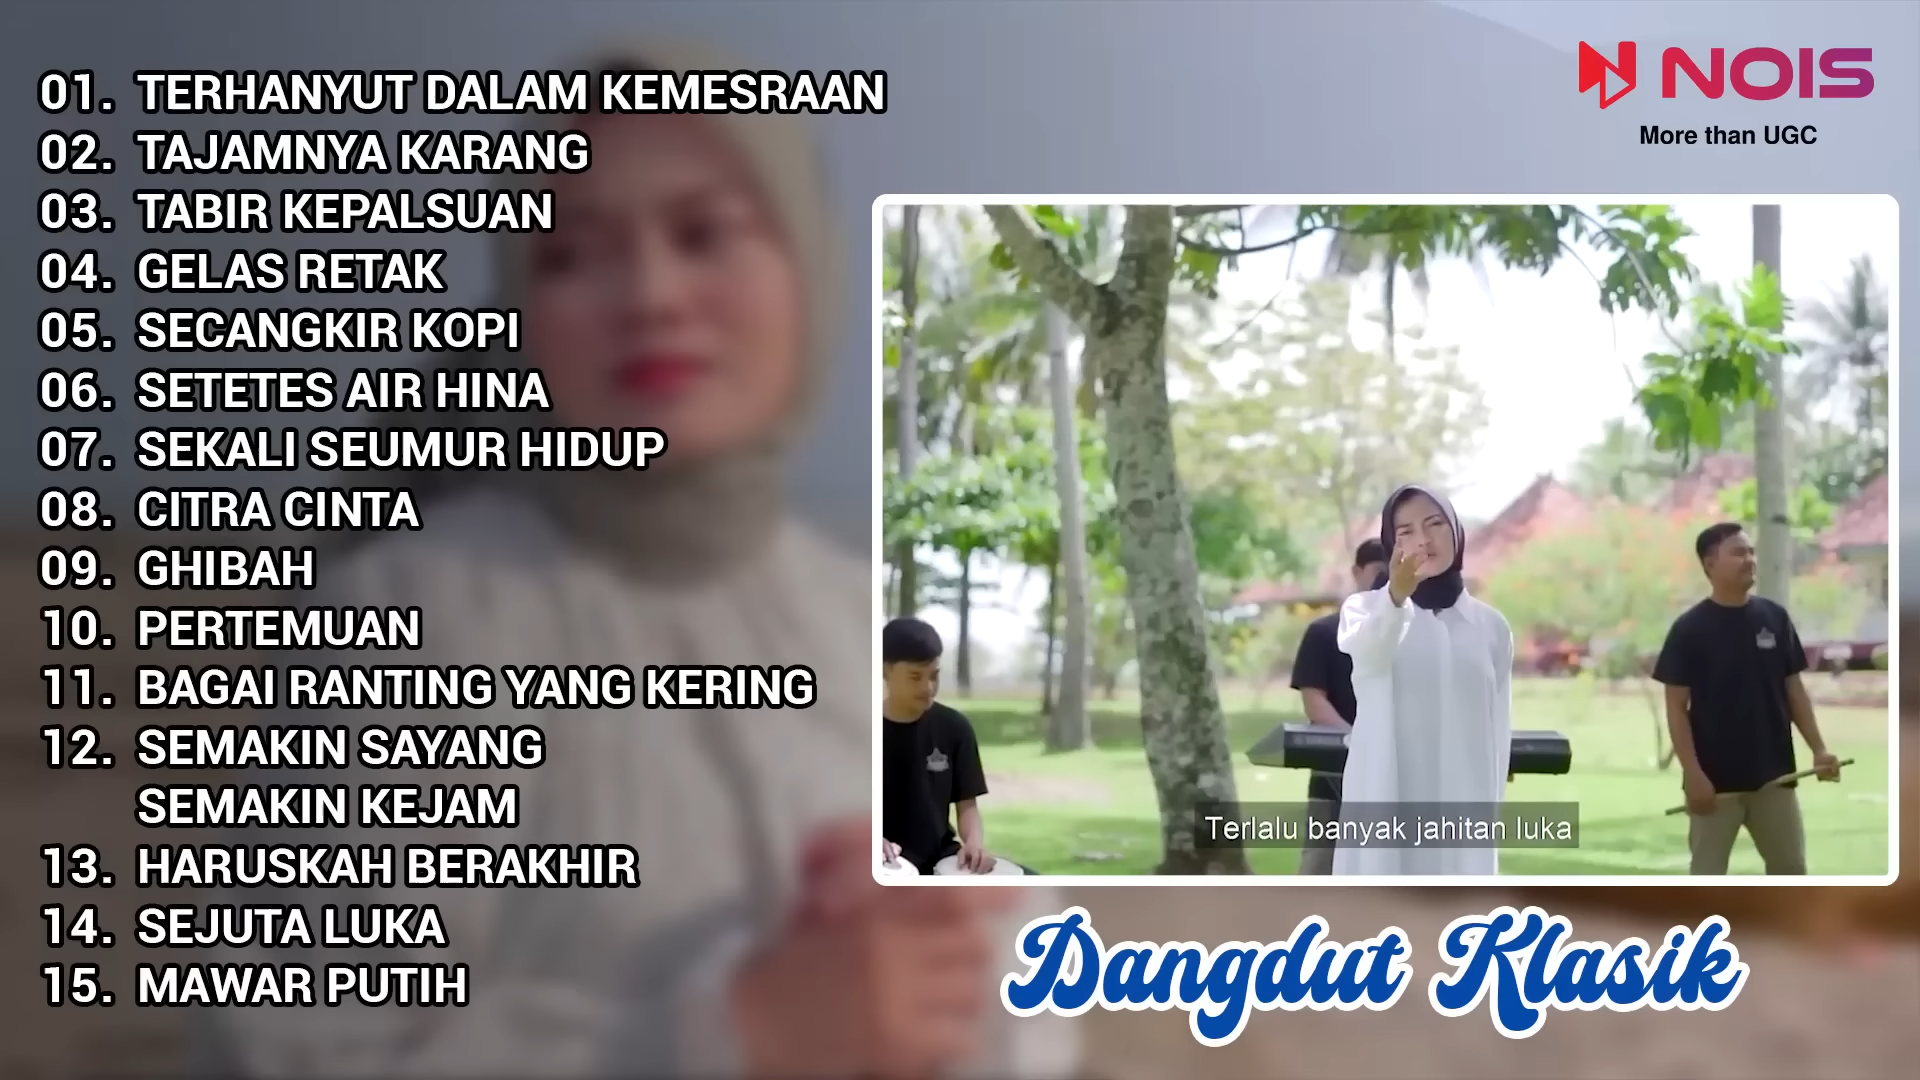 01. TERHANYUT DALAM KEMESRAAN
02. TAJAMNYA KARANG
03. TABIR KEPALSUAN
04. GELAS RETAK
05. SECANGKIR KOPI
06. SETETES AIR HINA
07. SEKALI SEUMUR HIDUP
08. CITRA CINTA
09. GHIBAH
10. PERTEMUAN
11. BAGAI RANTING YANG KERING
12. SEMAKIN SAYANG
SEMAKIN KEJAM
13. HARUSKAH BERAKHIR
14. SEJUTA LUKA
15. MAWAR PUTIH
NOIS
More than UGC
Terlalu banyak jahitan luka
Dangdut Klasik